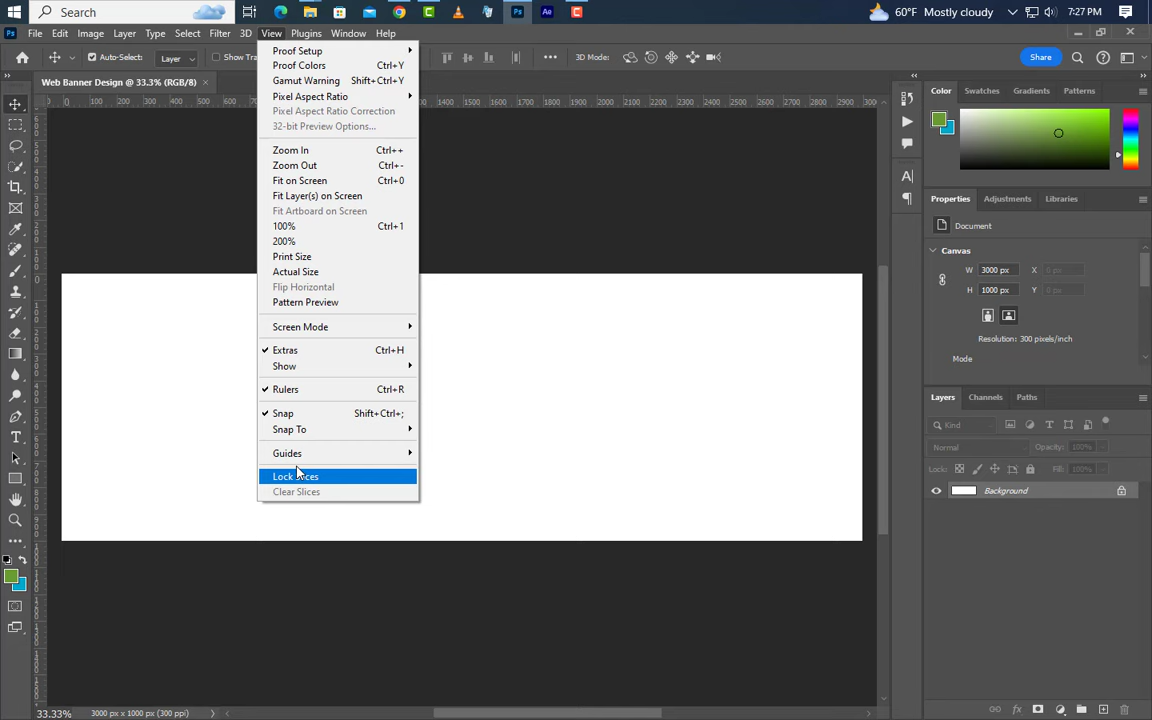 Search
60°F Mostly cloudy
7:27 PM
Ps
Ae
File Edit Image Layer Type Select Filter 3D View Plugins Window Help
Auto-Select: Layer Show Tra
3D Mode:
Share
Web Banner Design @ 33.3% (RGB/8)
Proof Setup
Proof Colors Ctrl+Y
Gamut Warning Shift+Ctrl+Y
Pixel Aspect Ratio
Pixel Aspect Ratio Correction
32-bit Preview Options...
Zoom In Ctrl++
Zoom Out Ctrl+-
Fit on Screen Ctrl+0
Fit Layer(s) on Screen
Fit Artboard on Screen
100% Ctrl+1
200%
Print Size
Actual Size
Flip Horizontal
Pattern Preview
Screen Mode
Extras Ctrl+H
Show
Rulers Ctrl+R
Snap Shift+Ctrl+;
Snap To
Guides
Lock Slices
Clear Slices
0 100 200 300 400 500 600 1400 1500 1600 1700 1800 1900 2000 2100 2200 2300 2400 2500 2600 2700 2800 2900 3000
Color Swatches Gradients Patterns
Properties Adjustments Libraries
Document
Canvas
W 3000 px X
H 1000 px Y 0 px
Resolution: 300 pixels/inch
Mode
Layers Channels Paths
Kind
Normal Opacity: 100%
Lock: Fill: 100%
Background
33.33% 3000 px x 1000 px (300 ppi)